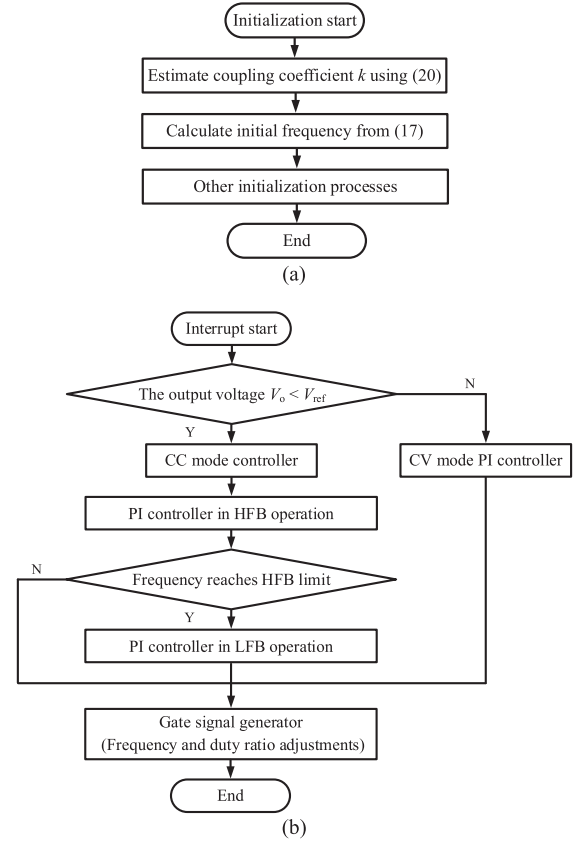 Initialization start
Estimate coupling coefficient k using (20)
Calculate initial frequency from (17)
Other initialization processes
End
(a)
Interrupt start
The output voltage Vo < Vref
N
Y
CC mode controller
CV mode PI controller
PI controller in HFB operation
N
Frequency reaches HFB limit
Y
PI controller in LFB operation
Gate signal generator
(Frequency and duty ratio adjustments)
End
(b)